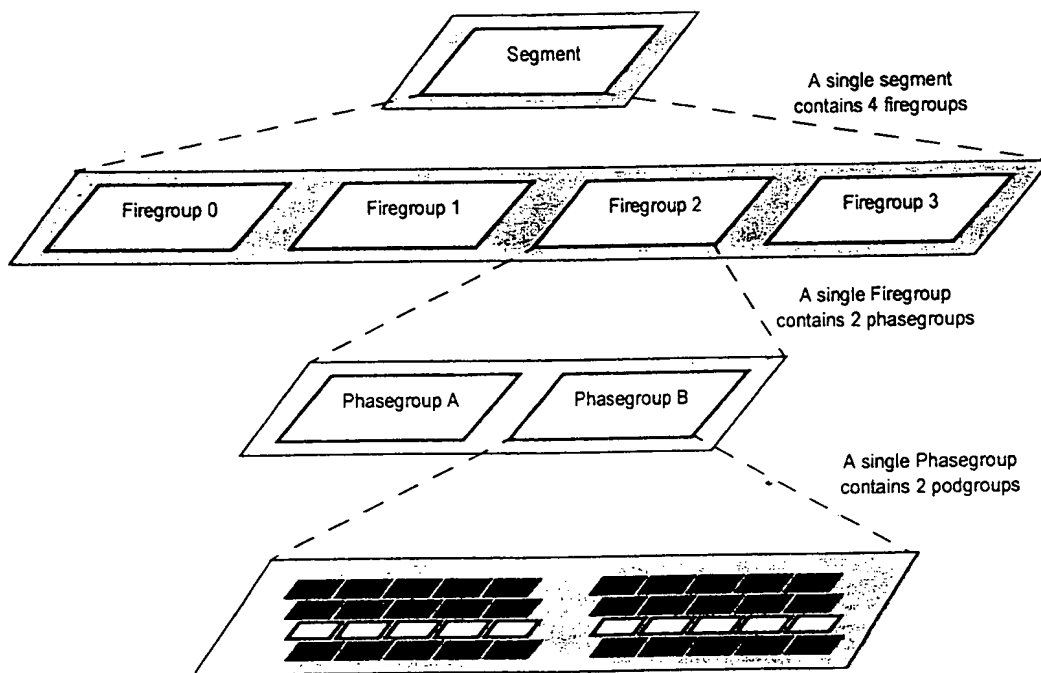 Segment
A single segment
contains 4 firegroups
Firegroup 0
Firegroup 1
Firegroup 2
Firegroup 3
A single Firegroup
contains 2 phasegroups
Phasegroup A
Phasegroup B
A single Phasegroup
contains 2 podgroups